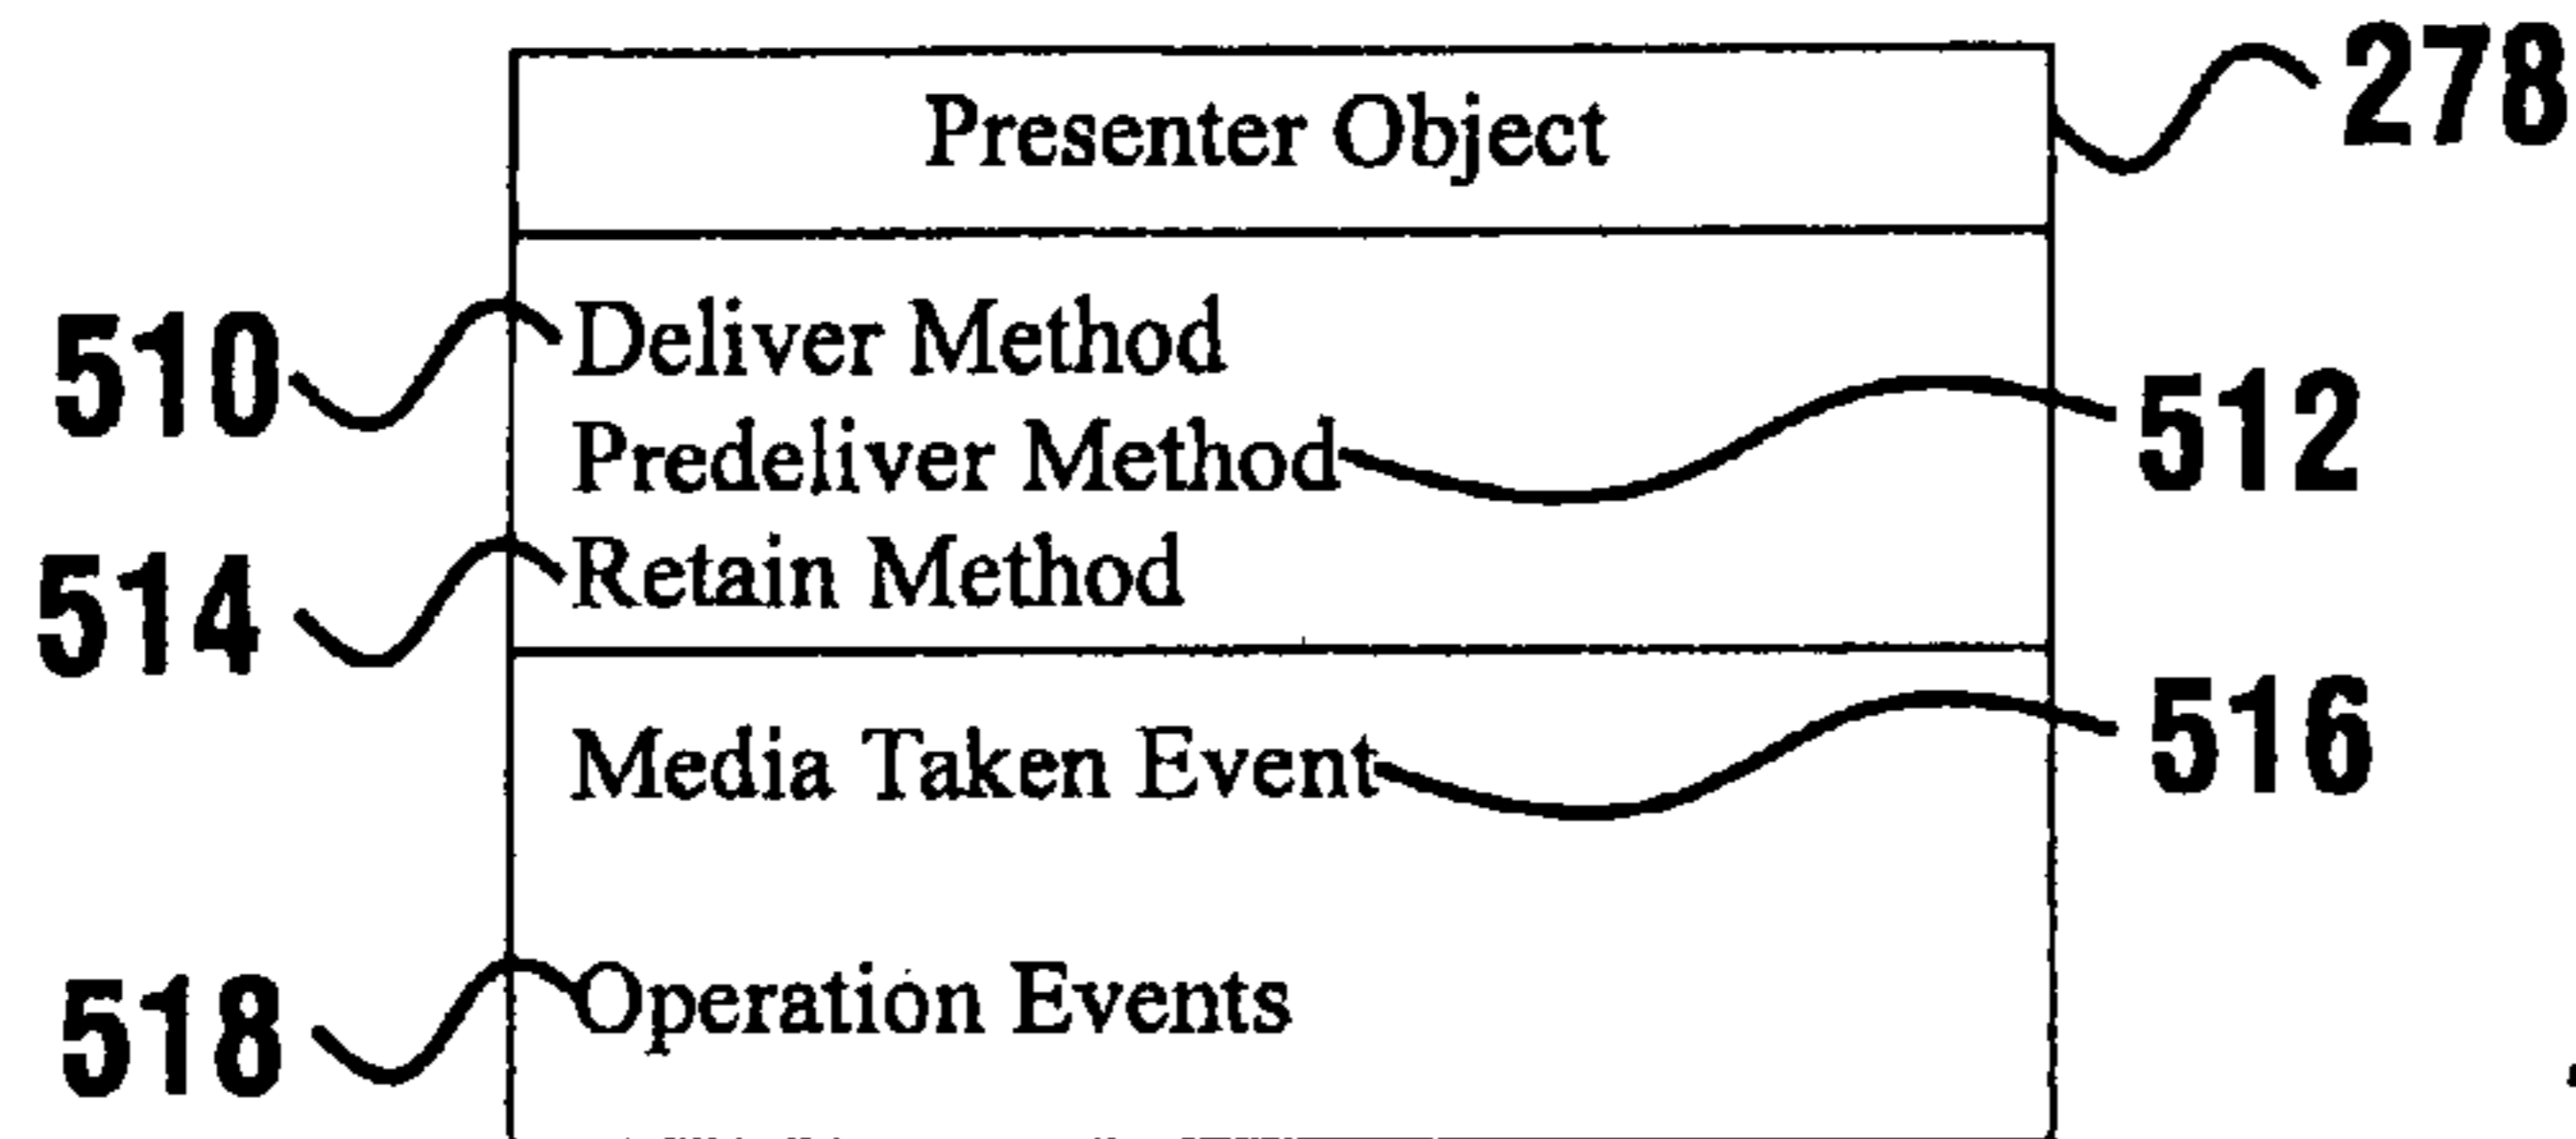 Presenter Object 278
510 Deliver Method
Predeliver Method 512
514 Retain Method
Media Taken Event 516
518 Operation Events